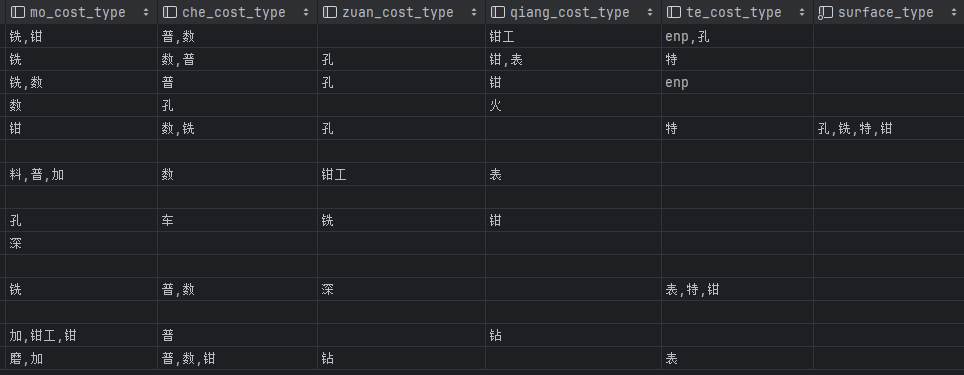 mo_cost_type che_cost_type zuan_cost_type qiang_cost_type te_cost_type surface_type
铣,钳 普,数 钳工 enp,孔
铣 数,普 孔 钳,表 特
铣,数 普 孔 钳 enp
数 孔 火
钳 数,铣 孔 特 孔,铣,特,钳
料,普,加 数 钳工 表
孔 车 铣 钳
深
铣 普,数 深 表,特,钳
加,钳工,钳 普 钻
磨,加 普,数,钳 钻 表